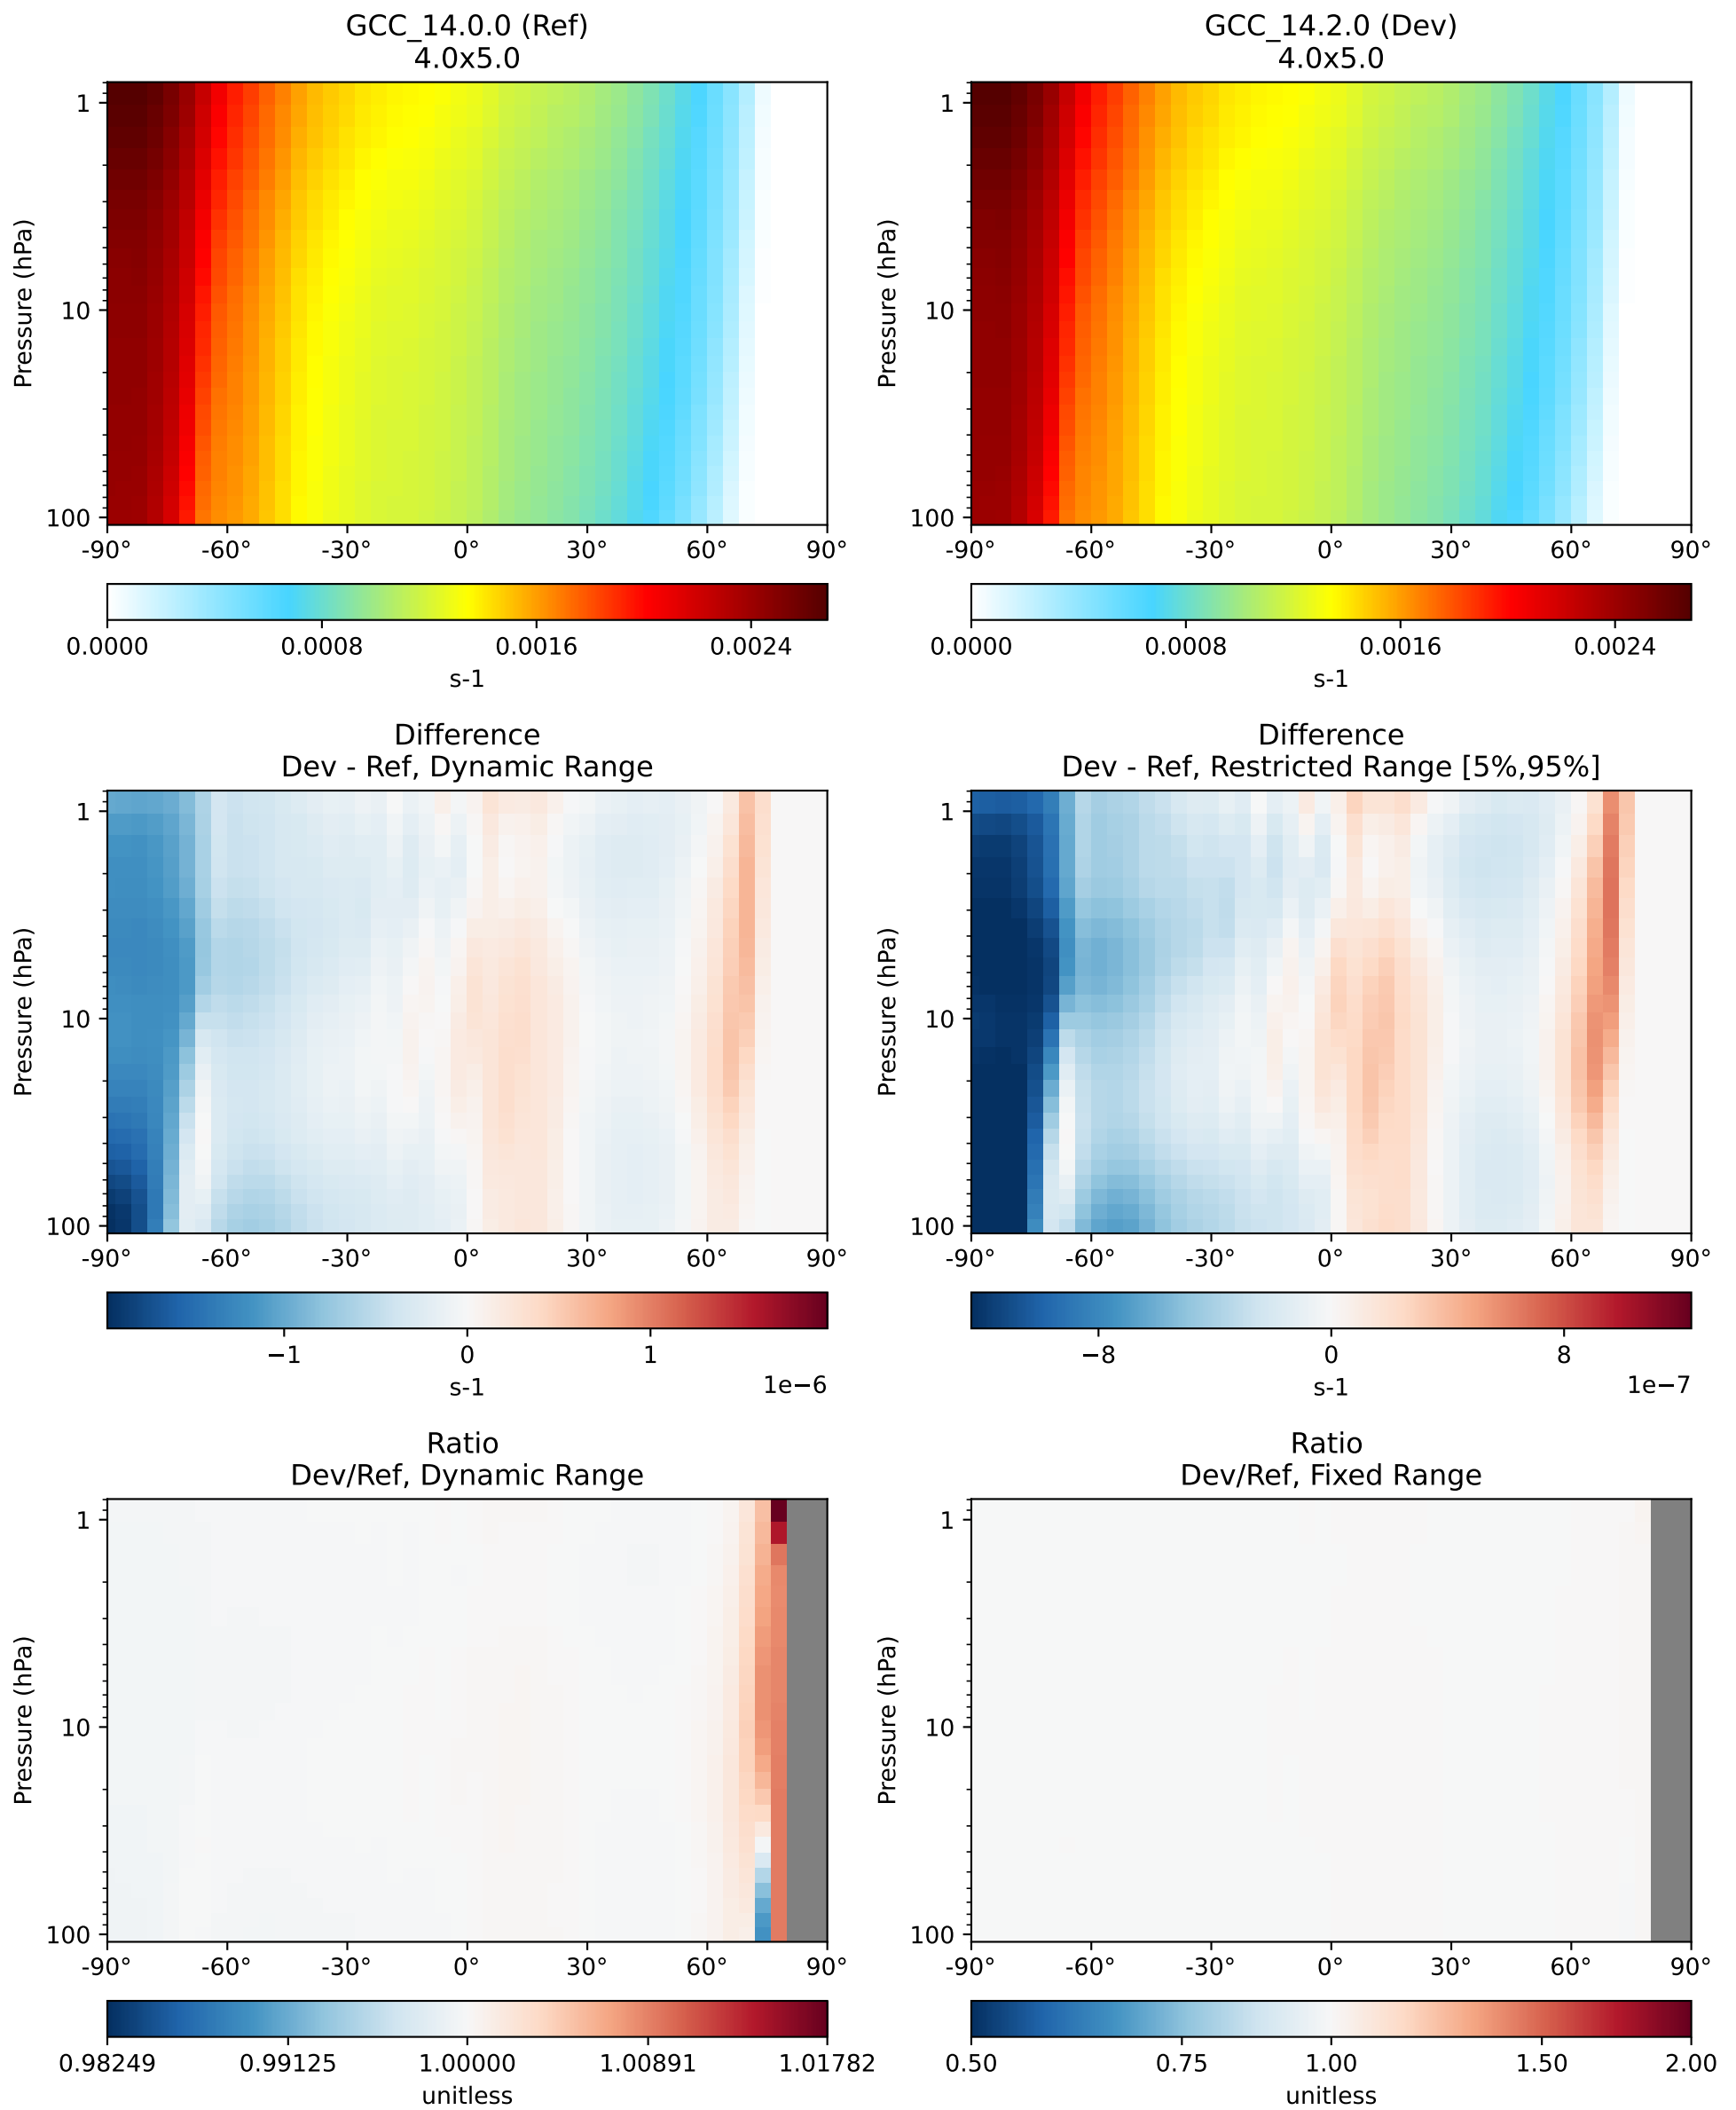 GCC_14.0.0 (Ref)
4.0x5.0
GCC_14.2.0 (Dev)
4.0x5.0
Pressure (hPa)
1
10
100
-90° -60° -30° 0° 30° 60° 90°
0.0000 0.0008 0.0016 0.0024
s-1
Pressure (hPa)
1
10
100
-90° -60° -30° 0° 30° 60° 90°
0.0000 0.0008 0.0016 0.0024
s-1
Difference
Dev - Ref, Dynamic Range
Pressure (hPa)
1
10
100
-90° -60° -30° 0° 30° 60° 90°
−1 0 1
s-1
1e−6
Difference
Dev - Ref, Restricted Range [5%,95%]
Pressure (hPa)
1
10
100
-90° -60° -30° 0° 30° 60° 90°
−8 0 8
s-1
1e−7
Ratio
Dev/Ref, Dynamic Range
Pressure (hPa)
1
10
100
-90° -60° -30° 0° 30° 60° 90°
0.98249 0.99125 1.00000 1.00891 1.01782
unitless
Ratio
Dev/Ref, Fixed Range
Pressure (hPa)
1
10
100
-90° -60° -30° 0° 30° 60° 90°
0.50 0.75 1.00 1.50 2.00
unitless